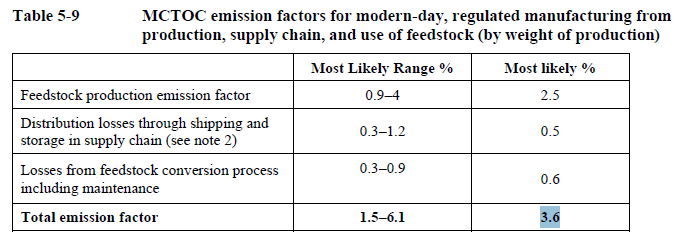 Table 5-9 MCTOC emission factors for modern-day, regulated manufacturing from
production, supply chain, and use of feedstock (by weight of production)
Most Likely Range % Most likely %
Feedstock production emission factor 0.9–4 2.5
Distribution losses through shipping and
storage in supply chain (see note 2) 0.3–1.2 0.5
Losses from feedstock conversion process
including maintenance 0.3–0.9 0.6
Total emission factor 1.5–6.1 3.6